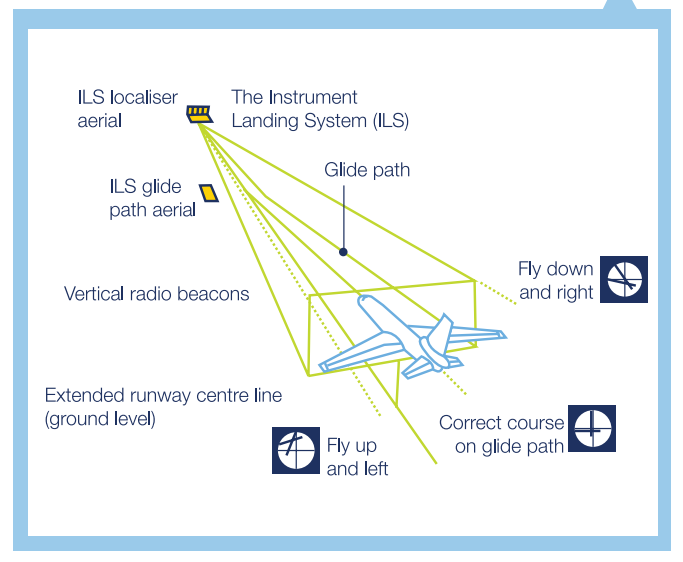 ILS localiser
aerial
The Instrument
Landing System (ILS)
Glide path
ILS glide
path aerial
Fly down
and right
Vertical radio beacons
Extended runway centre line
(ground level)
Correct course
on glide path
Fly up
and left